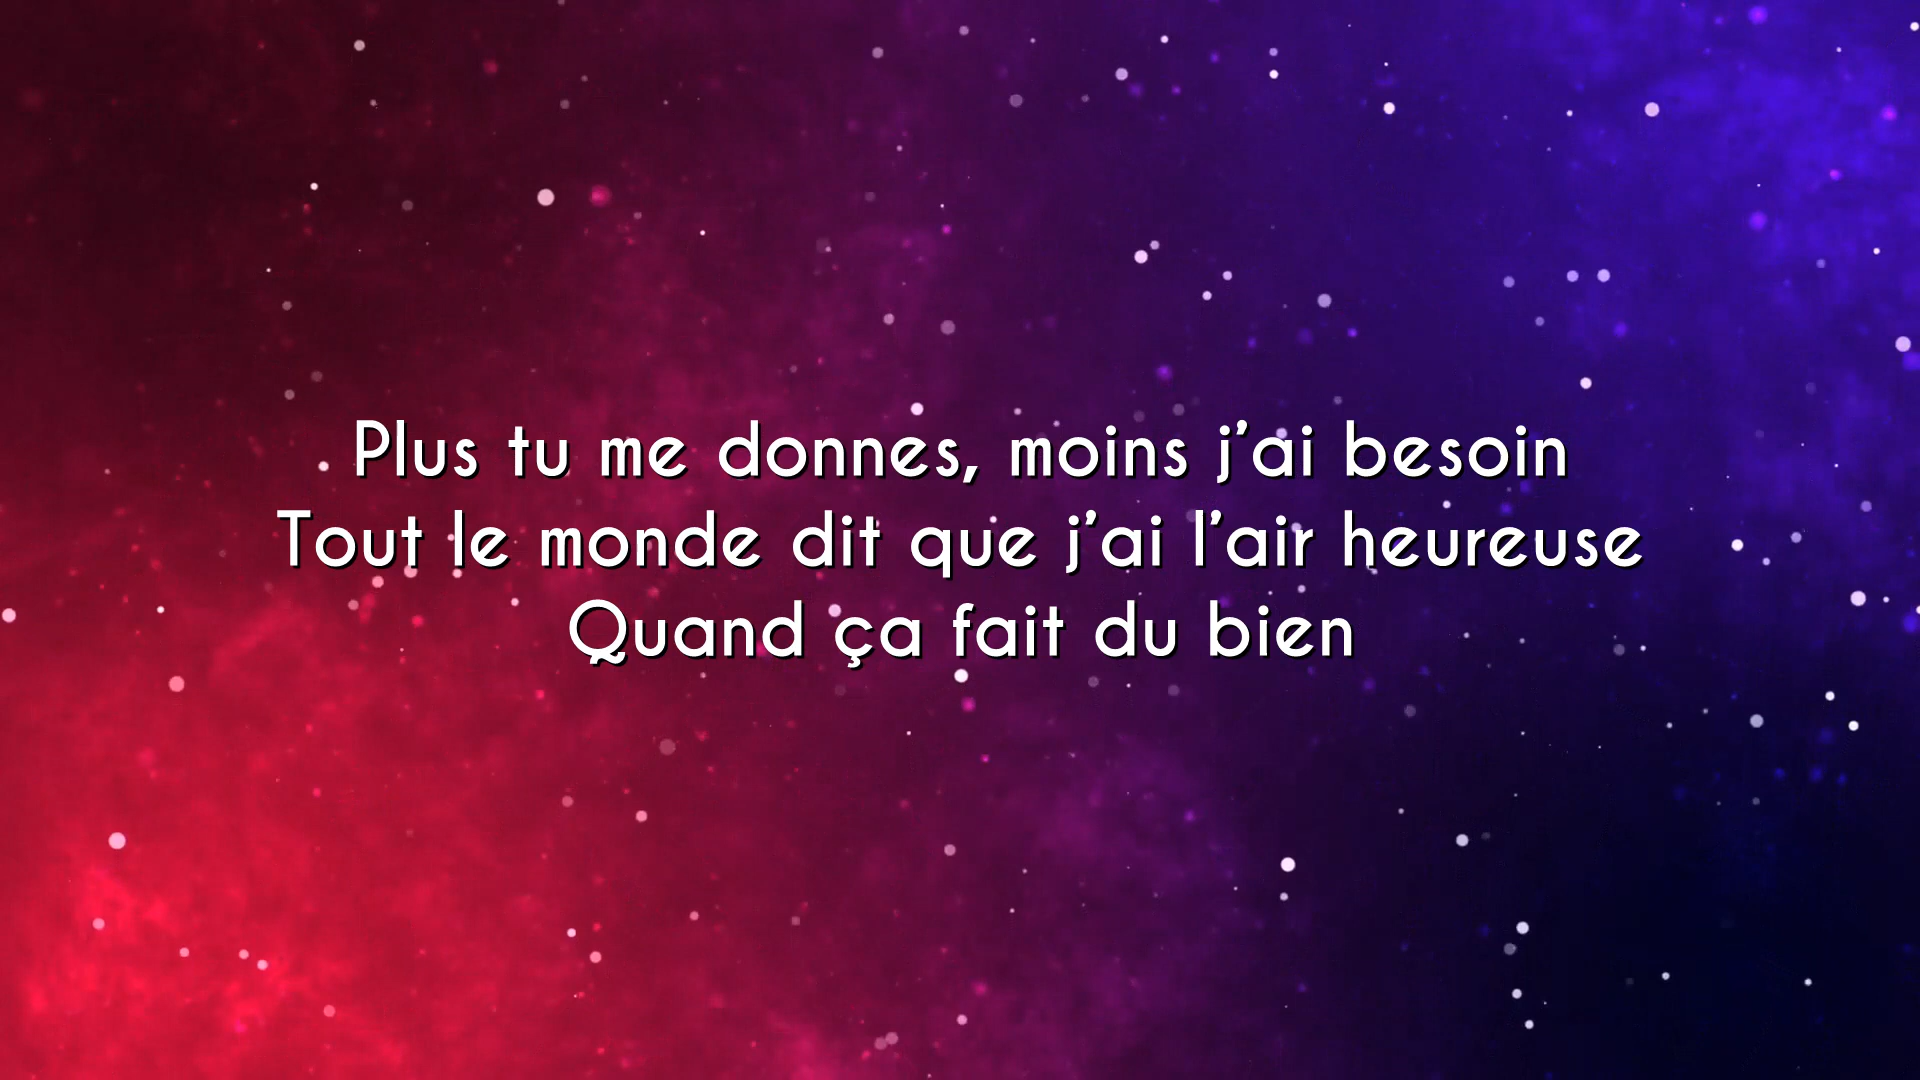 Plus tu me donnes, moins j'ai besoin
Tout le monde dit que j'ai l'air heureuse
Quand ça fait du bien